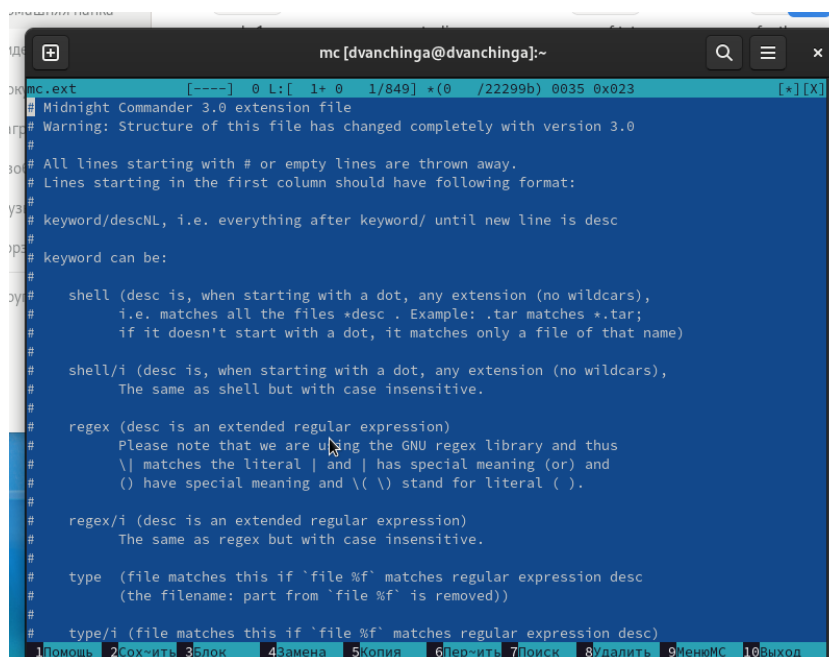 mc [dvanchinga@dvanchinga]:~
mc.ext [----] 0 L:[ 1+ 0 1/849] *(0 /22299b) 0035 0x023 [*][X]
# Midnight Commander 3.0 extension file
# Warning: Structure of this file has changed completely with version 3.0
#
# All lines starting with # or empty lines are thrown away.
# Lines starting in the first column should have following format:
#
# keyword/descNL, i.e. everything after keyword/ until new line is desc
#
# keyword can be:
#
# shell (desc is, when starting with a dot, any extension (no wildcars),
# i.e. matches all the files *desc . Example: .tar matches *.tar;
# if it doesn't start with a dot, it matches only a file of that name)
#
# shell/i (desc is, when starting with a dot, any extension (no wildcars),
# The same as shell but with case insensitive.
#
# regex (desc is an extended regular expression)
# Please note that we are using the GNU regex library and thus
# \| matches the literal | and | has special meaning (or) and
# () have special meaning and \( \) stand for literal ( ).
#
# regex/i (desc is an extended regular expression)
# The same as regex but with case insensitive.
#
# type (file matches this if `file %f` matches regular expression desc
# (the filename: part from `file %f` is removed))
#
# type/i (file matches this if `file %f` matches regular expression desc)
1Помощь 2Сох~ить 3Блок 4Замена 5Копия 6Пер~ить 7Поиск 8Удалить 9МенюMC 10Выход